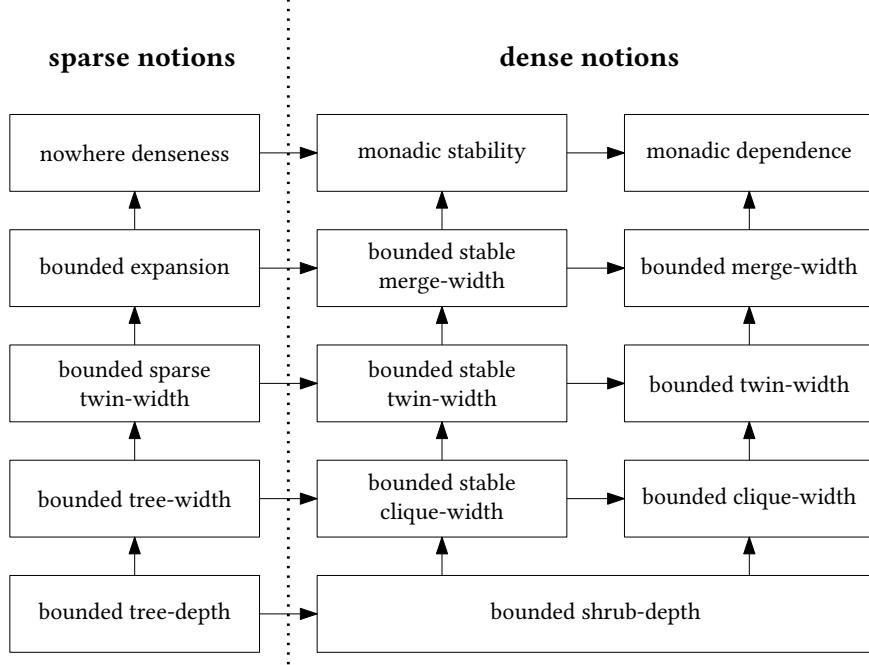 sparse notions
dense notions
nowhere denseness
monadic stability
monadic dependence
bounded expansion
bounded stable
merge-width
bounded merge-width
bounded sparse
twin-width
bounded stable
twin-width
bounded twin-width
bounded tree-width
bounded stable
clique-width
bounded clique-width
bounded tree-depth
bounded shrub-depth